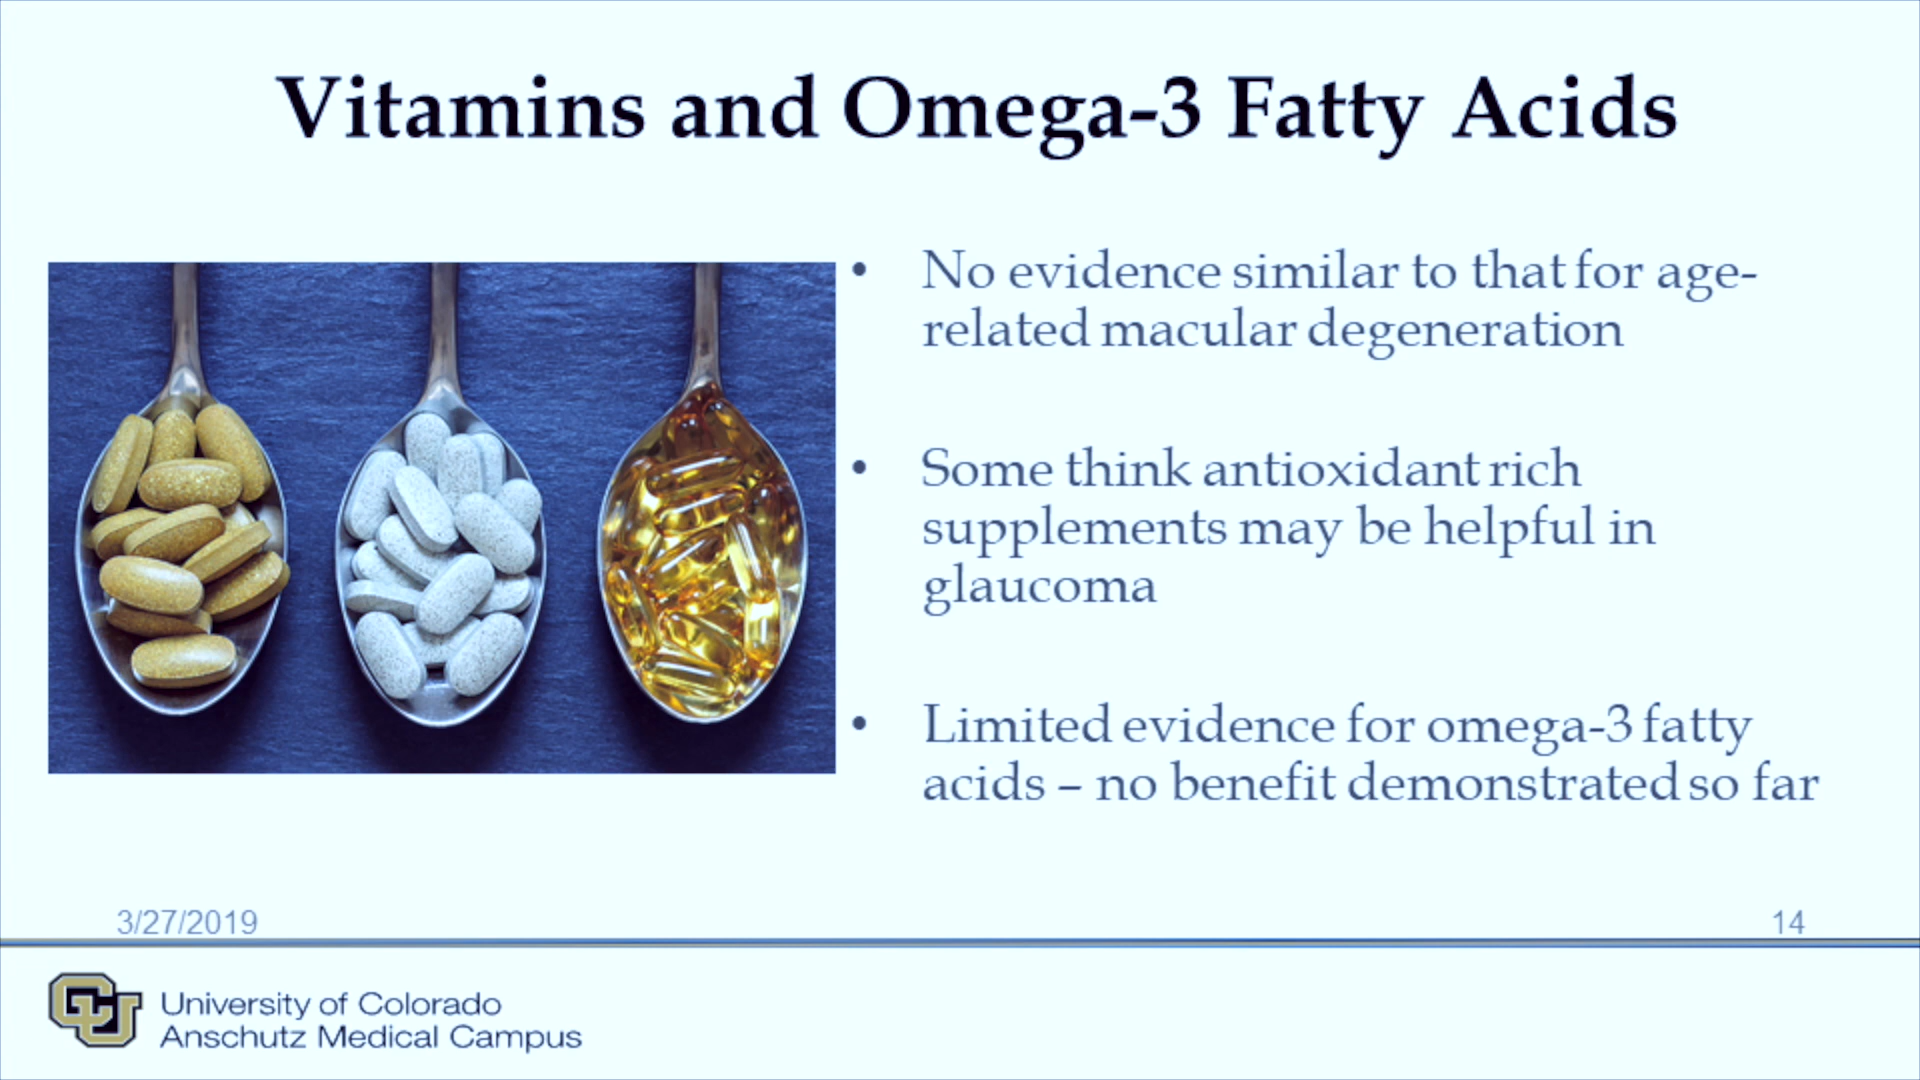 Vitamins and Omega-3 Fatty Acids
• No evidence similar to that for age-
related macular degeneration
• Some think antioxidant rich
supplements may be helpful in
glaucoma
• Limited evidence for omega-3 fatty
acids – no benefit demonstrated so far
3/27/2019
14
CU
University of Colorado
Anschutz Medical Campus